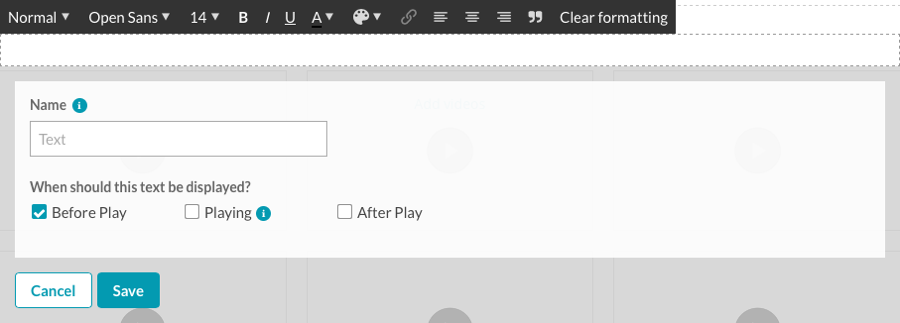 Normal Open Sans 14 B I U A Clear formatting
Name
Text
When should this text be displayed?
Before Play Playing After Play
Cancel Save